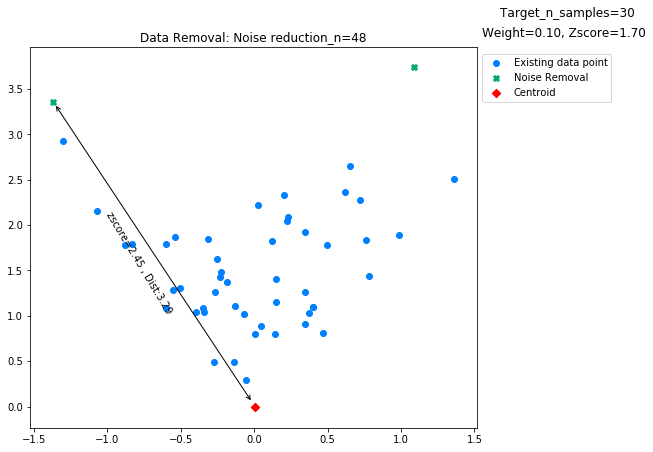 Target_n_samples=30
Weight=0.10, Zscore=1.70
Data Removal: Noise reduction_n=48
Existing data point
Noise Removal
Centroid
3.5
3.0
2.5
2.0
1.5
1.0
0.5
0.0
zscore=2.45 , Dist:3.29
−1.5 −1.0 −0.5 0.0 0.5 1.0 1.5